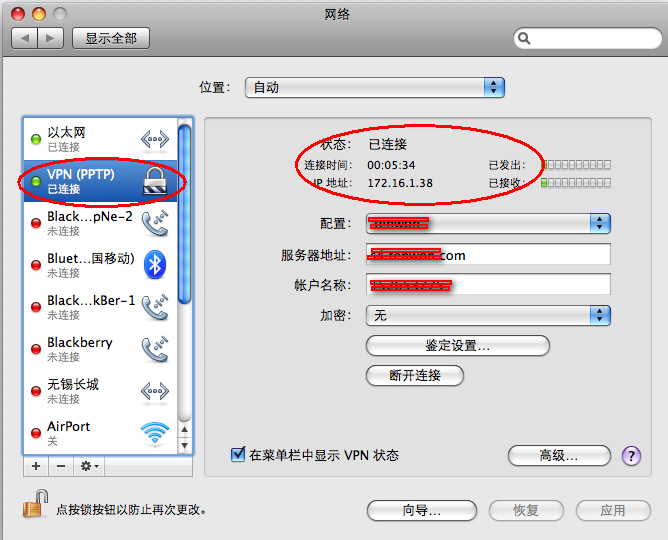 网络
显示全部
位置： 自动
以太网
已连接
VPN (PPTP)
已连接
Black...pNe-2
未连接
Bluet...国移动)
未连接
Black...kBer-1
未连接
Blackberry
未连接
无锡长城
未连接
AirPort
关
状态： 已连接
连接时间： 00:05:34 已发出：
IP 地址： 172.16.1.38 已接收：
配置：
服务器地址： .com
帐户名称：
加密： 无
鉴定设置...
断开连接
在菜单栏中显示 VPN 状态
高级... ?
点按锁按钮以防止再次更改。
向导... 恢复 应用